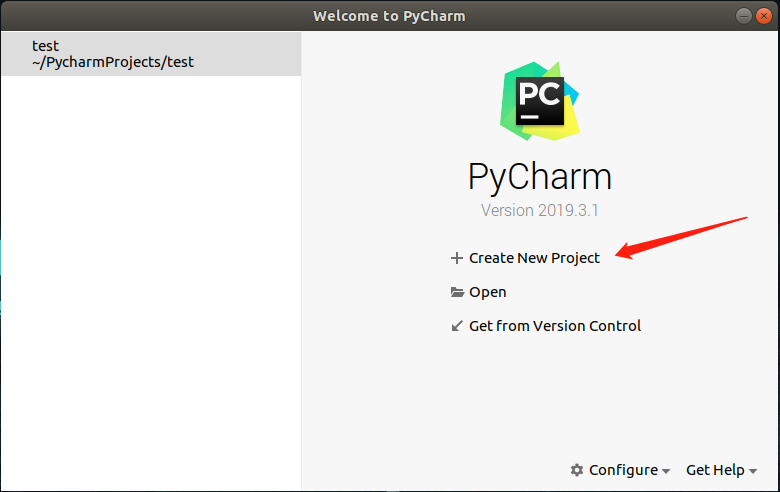 Welcome to PyCharm
test
~/PycharmProjects/test
PC
PyCharm
Version 2019.3.1
Create New Project
Open
Get from Version Control
Configure
Get Help